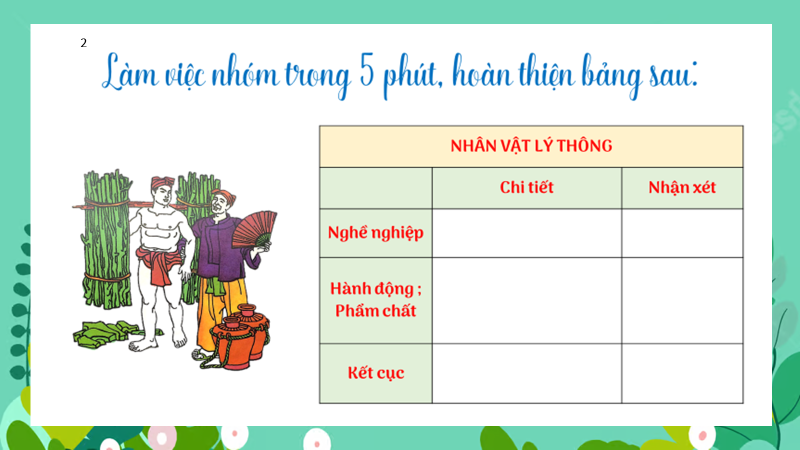 2
Làm việc nhóm trong 5 phút, hoàn thiện bảng sau:
NHÂN VẬT LÝ THÔNG
Chi tiết
Nhận xét
Nghề nghiệp
Hành động ;
Phẩm chất
Kết cục